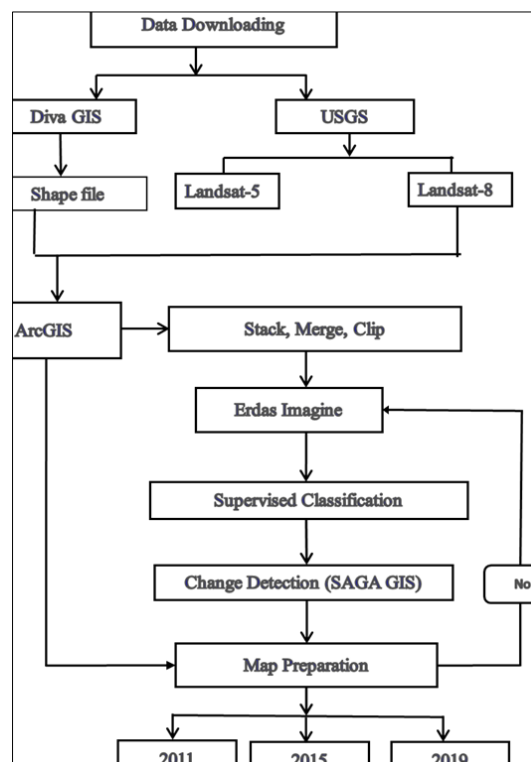 Data Downloading
Diva GIS
USGS
Shape file
Landsat-5
Landsat-8
ArcGIS
Stack, Merge, Clip
Erdas Imagine
Supervised Classification
Change Detection (SAGA GIS)
No
Map Preparation
2011
2015
2019